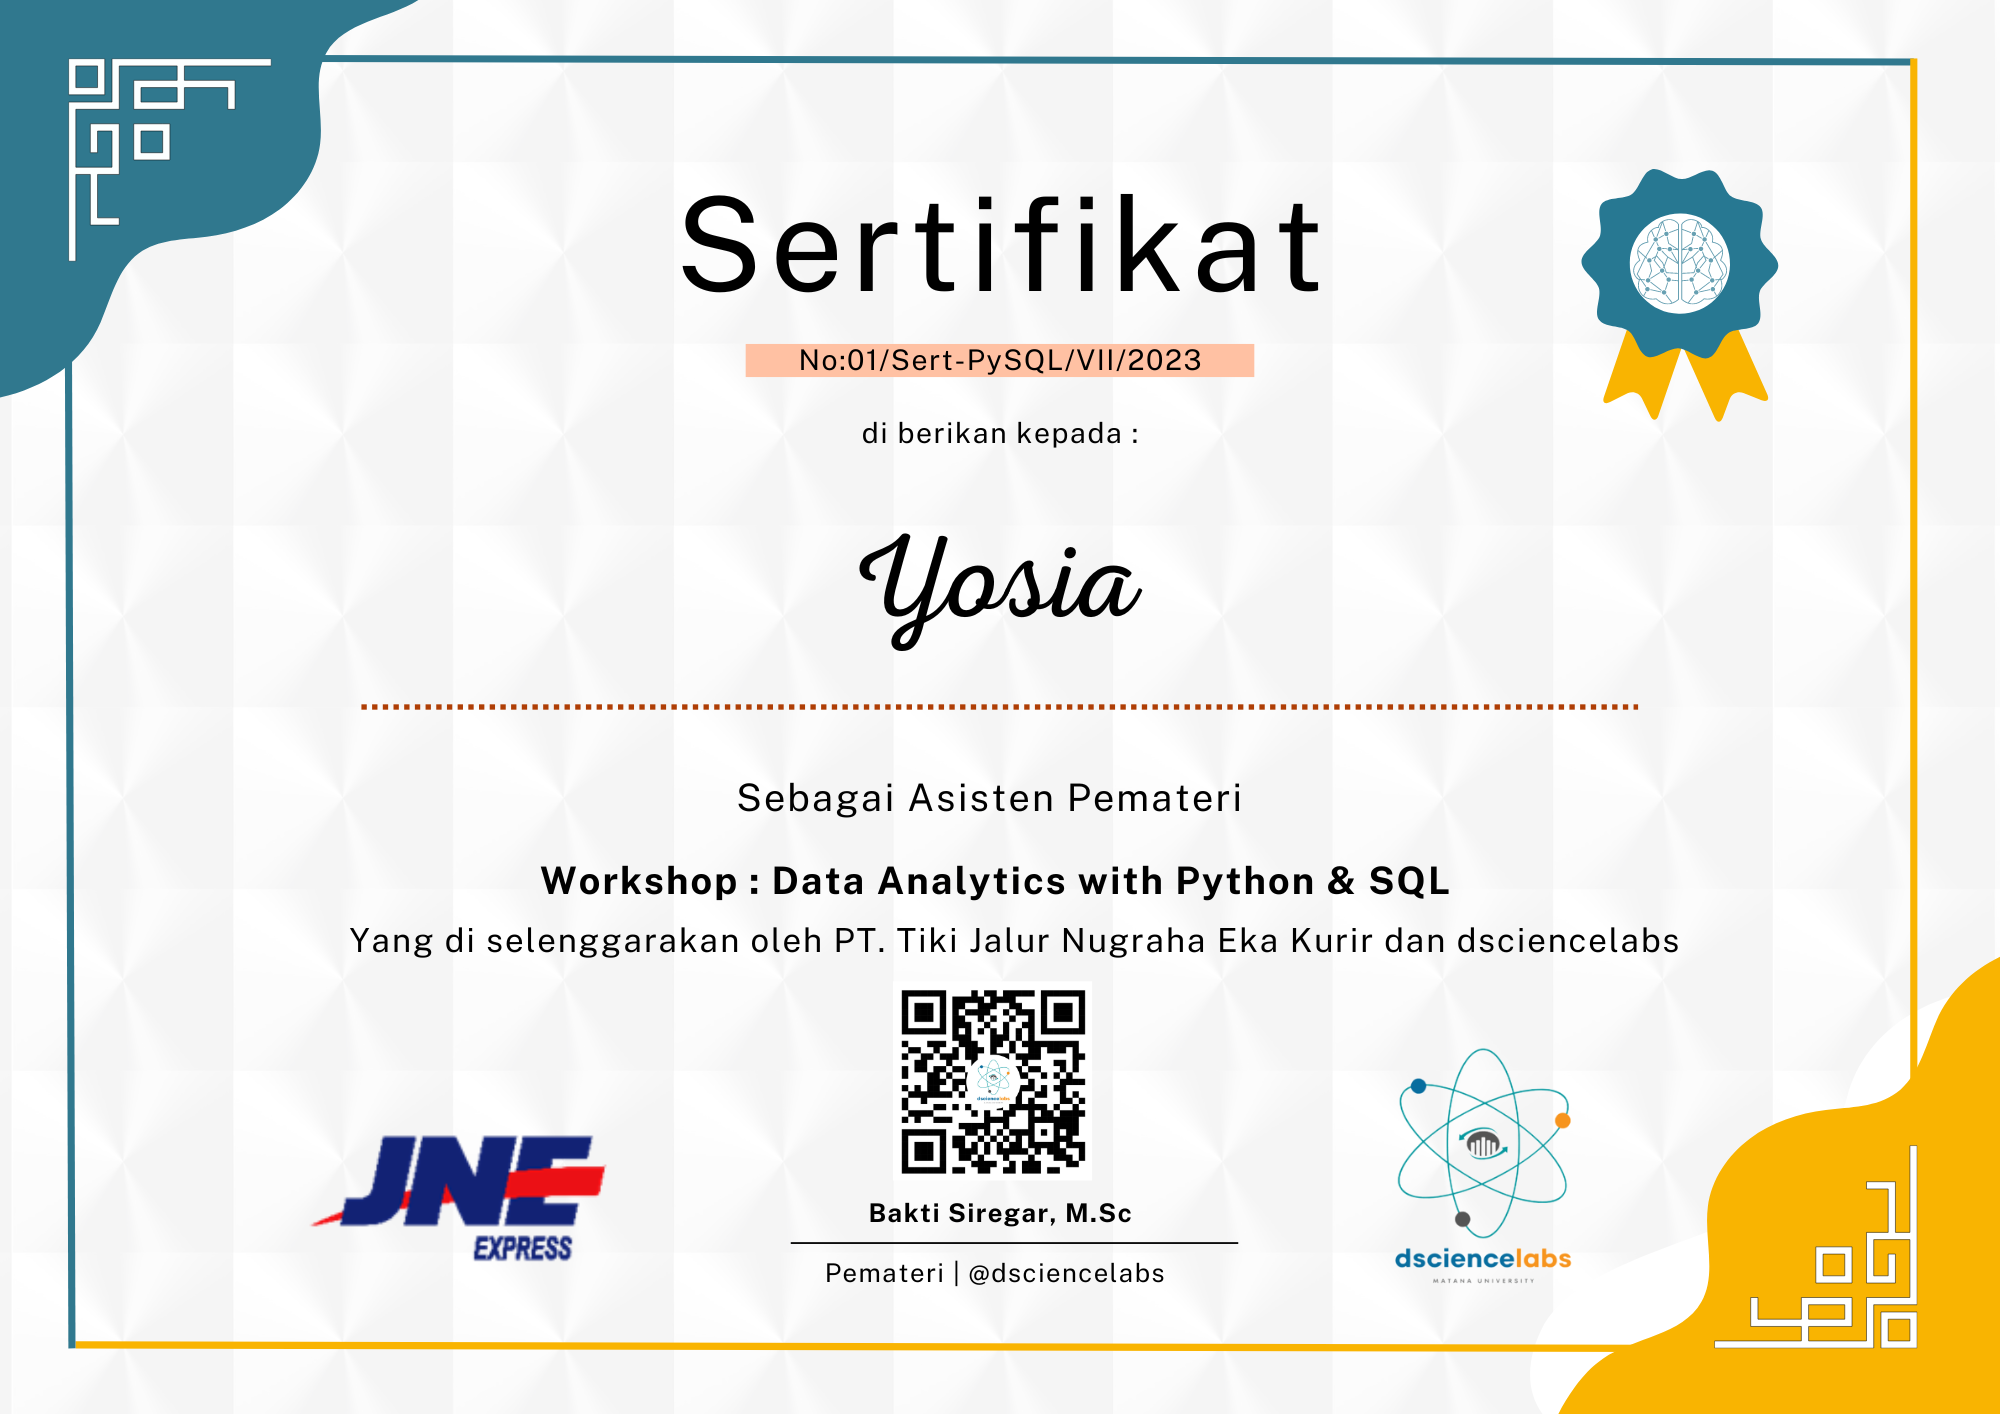 Sertifikat
No:01/Sert-PySQL/VII/2023
di berikan kepada :
Yosia
Sebagai Asisten Pemateri
Workshop : Data Analytics with Python & SQL
Yang di selenggarakan oleh PT. Tiki Jalur Nugraha Eka Kurir dan dsciencelabs
dsciencelabs
JNE
EXPRESS
Bakti Siregar, M.Sc
Pemateri | @dsciencelabs
dsciencelabs
MATANA UNIVERSITY